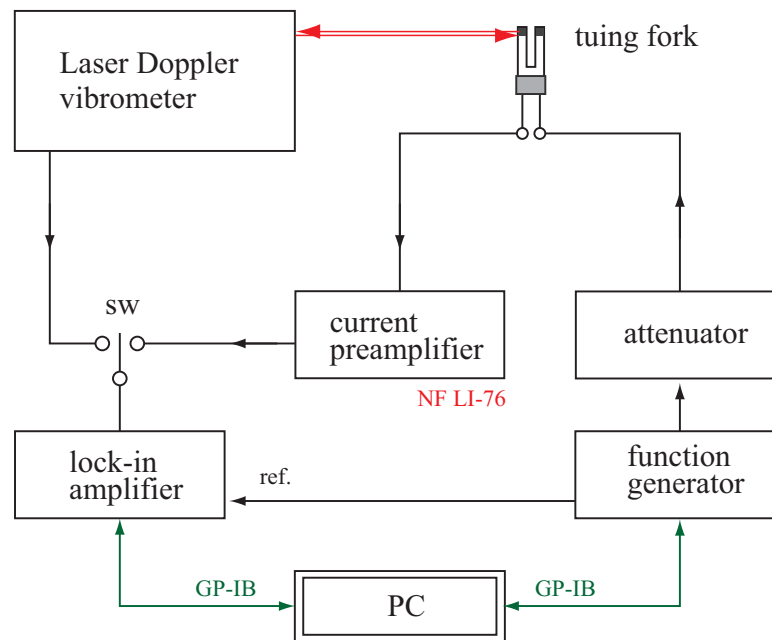 Laser Doppler
vibrometer
tuing fork
sw
current
preamplifier
NF LI-76
attenuator
lock-in
amplifier
ref.
function
generator
GP-IB
PC
GP-IB